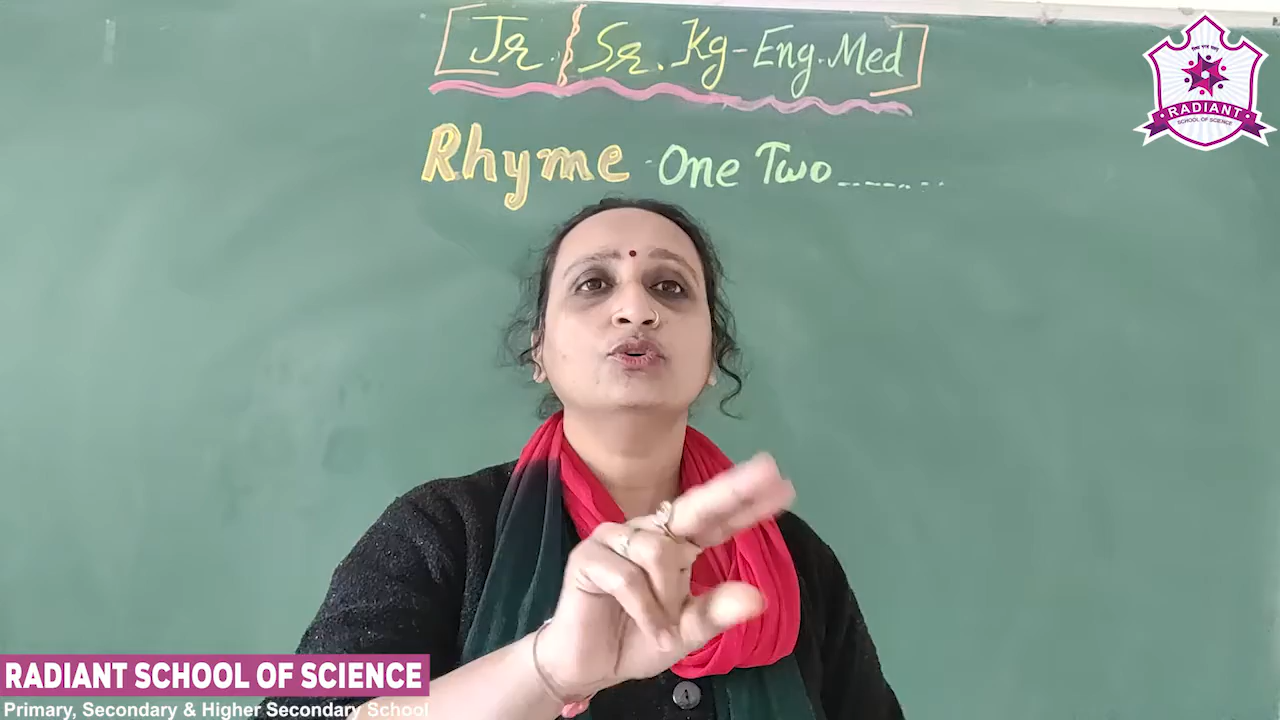 [Jr. Sr. Kg-Eng.Med]
Rhyme - One Two-------
RADIANT
SCHOOL OF SCIENCE
RADIANT SCHOOL OF SCIENCE
Primary, Secondary & Higher Secondary School